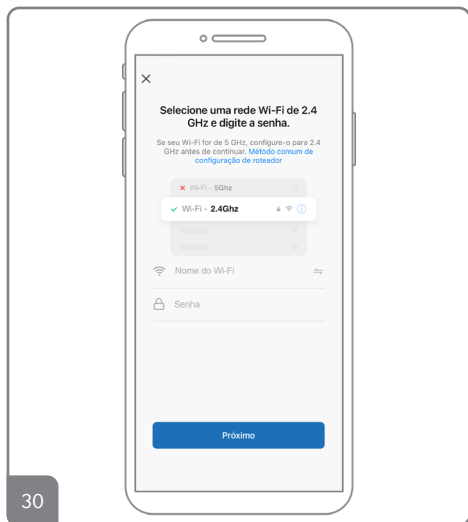 Selecione uma rede Wi-Fi de 2.4
GHz e digite a senha.
Se seu Wi-Fi for de 5 GHz, configure-o para 2.4
GHz antes de continuar. Método comum de
configuração de roteador
Wi-Fi - 5Ghz
Wi-Fi - 2.4Ghz
Nome do Wi-Fi
Senha
Próximo
30